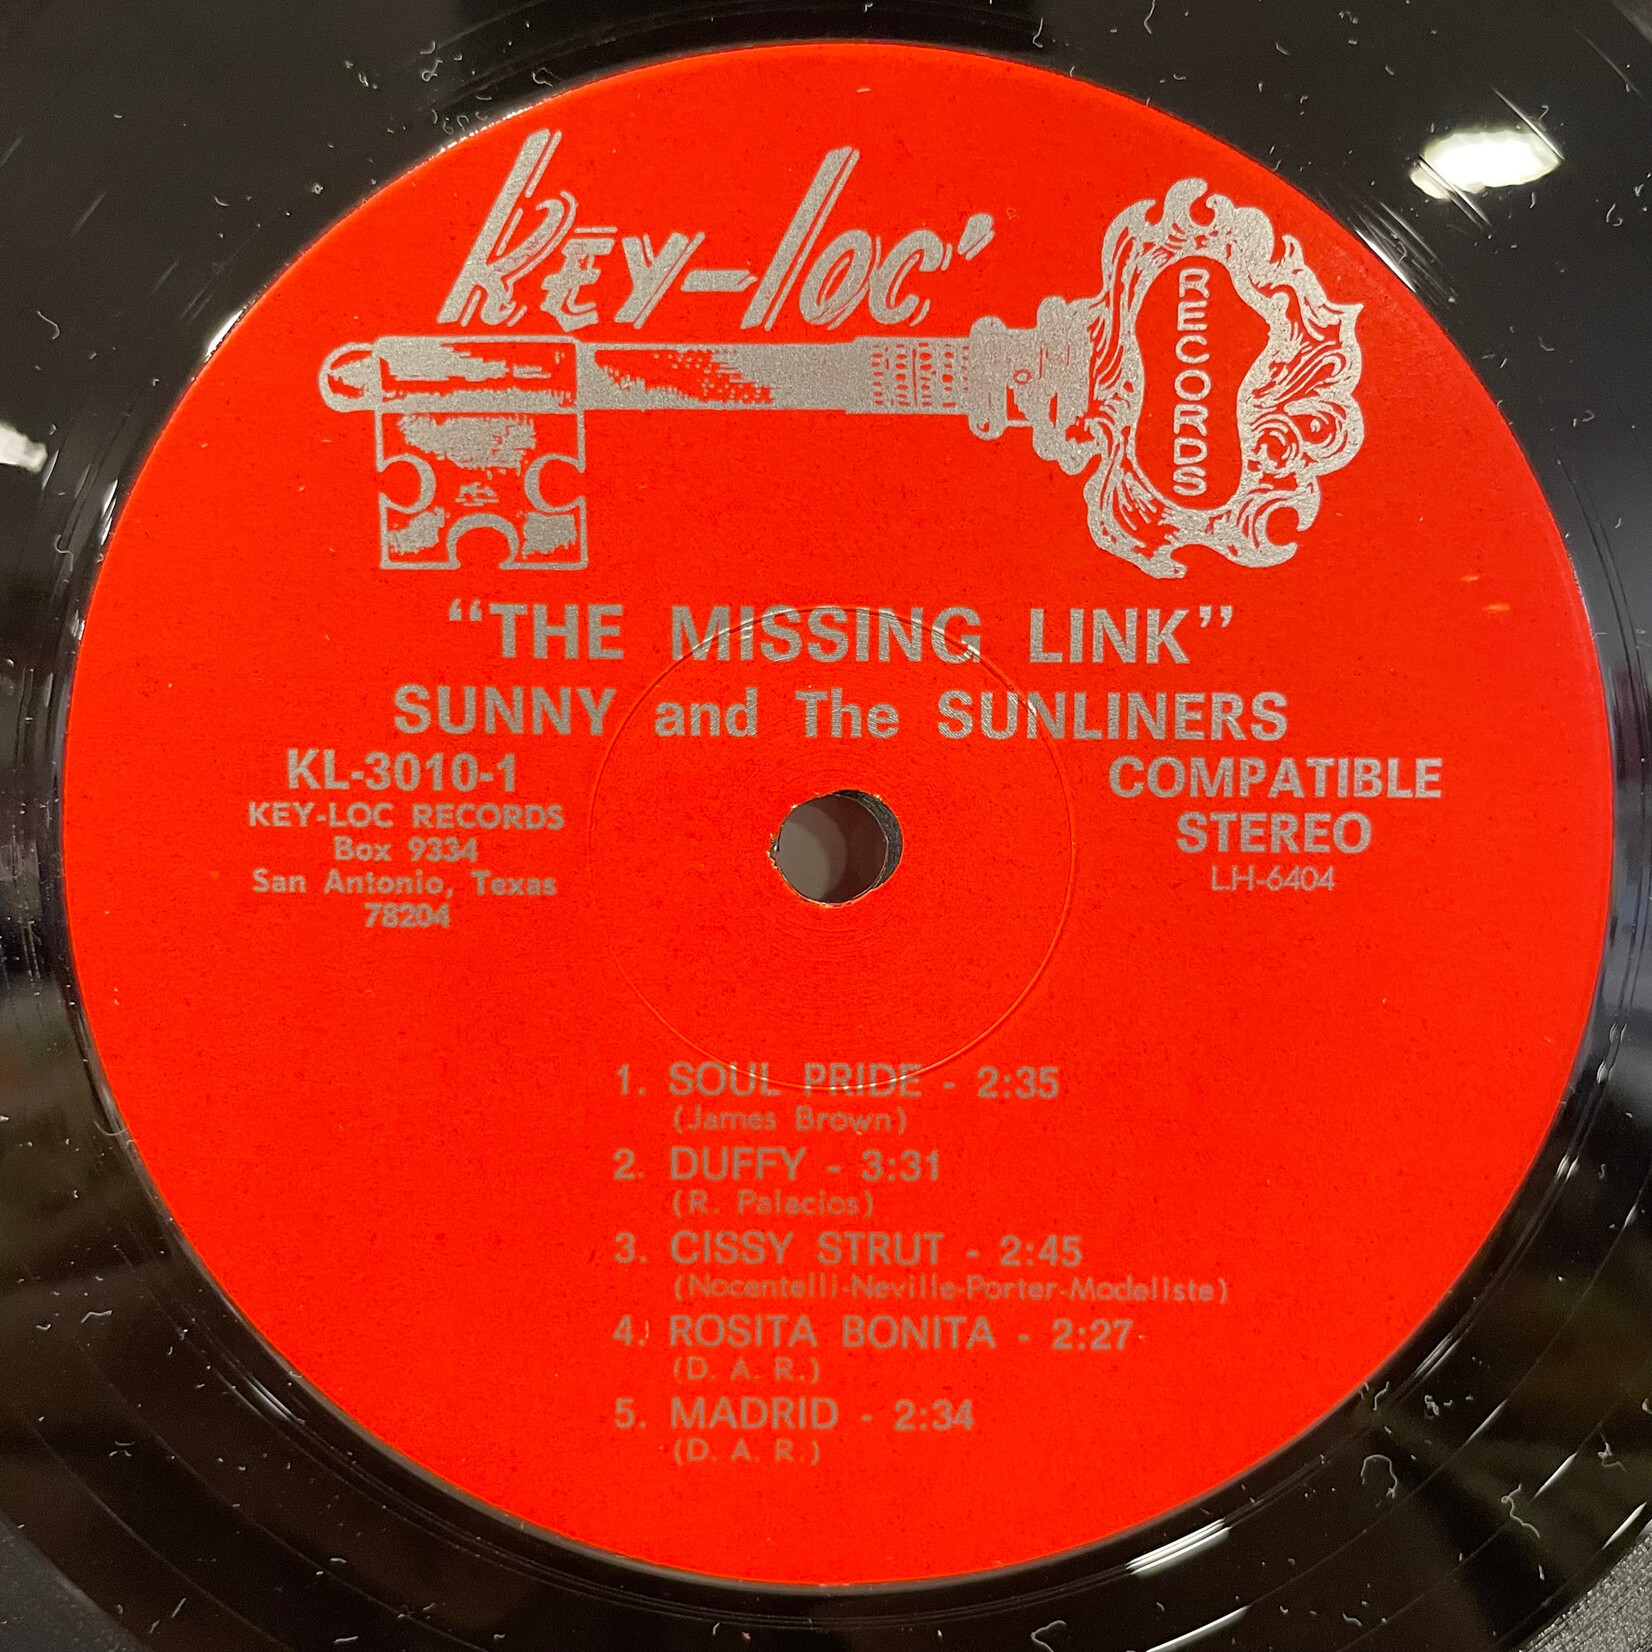 KEY-LOC'
RECORDS
“THE MISSING LINK”
SUNNY and The SUNLINERS
KL-3010-1
KEY-LOC RECORDS
Box 9334
San Antonio, Texas
78204
COMPATIBLE
STEREO
LH-6404
1. SOUL PRIDE - 2:35
(James Brown)
2. DUFFY - 3:31
(R. Palacios)
3. CISSY STRUT - 2:45
(Nocentelli-Neville-Porter-Modeliste)
4. ROSITA BONITA - 2:27
(D. A. R.)
5. MADRID - 2:34
(D. A. R.)